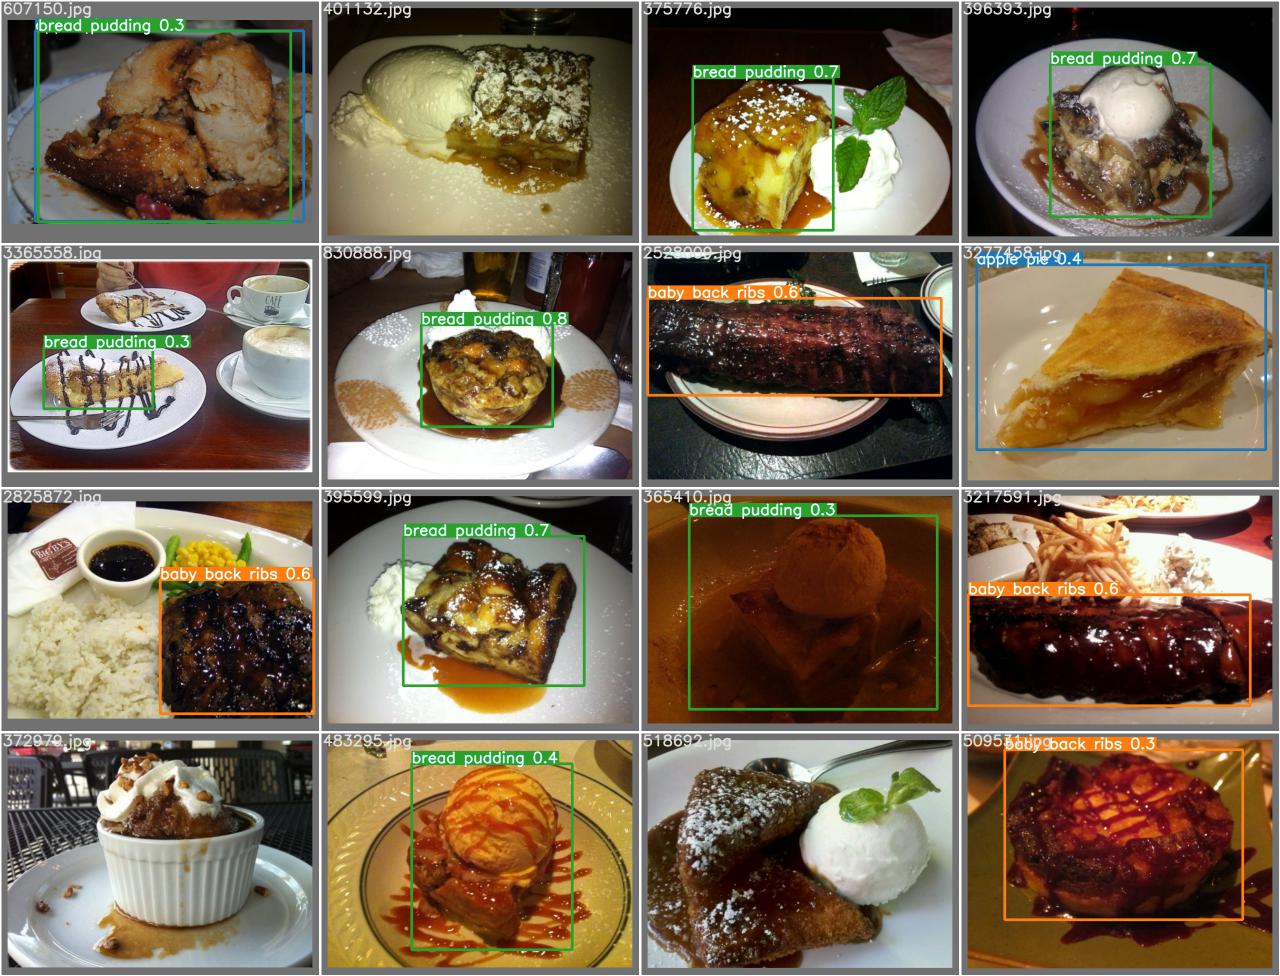 607150.jpg
bread pudding 0.3
401132.jpg
375776.jpg
bread pudding 0.7
396393.jpg
bread pudding 0.7
3365558.jpg
bread pudding 0.3
CAFE
830888.jpg
bread pudding 0.8
baby back ribs 0.6
3277458.jpg
apple pie 0.4
2825872.jpg
baby back ribs 0.6
395599.jpg
bread pudding 0.7
365410.jpg
bread pudding 0.3
3217591.jpg
baby back ribs 0.6
372979.jpg
483295.jpg
bread pudding 0.4
518692.jpg
baby back ribs 0.3